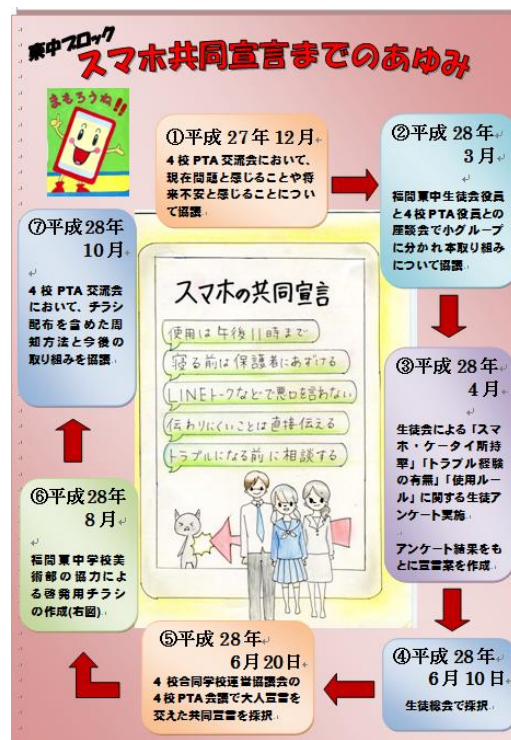 東中ブロック
スマホ共同宣言までのあゆみ
まもろうね!!
①平成 27年 12月
4校 PTA 交流会において、
現在問題と感じることや将
来不安と感じることについ
て協議
②平成 28年
3月
福間東中生徒会役員
と4校PTA役員との
座談会で小グループ
に分かれ本取り組み
について協議
③平成 28年
4月
生徒会による「スマ
ホ・ケータイ所持
率」「トラブル経験
の有無」「使用ルー
ル」に関する生徒ア
ンケート実施
アンケート結果をも
とに宣言案を作成
④平成 28年
6月10日
生徒総会で採択
⑤平成 28年
6月20日
4 校合同学校運営協議会の
4校PTA会議で大人宣言を
交えた共同宣言を採択
⑥平成28年
8月
福間東中学校美
術部の協力によ
る啓発用チラシ
の作成(右図)
⑦平成28年
10月
4 校 PTA 交流会
において、チラシ
配布を含めた周
知方法と今後の
取り組みを協議
スマホの共同宣言
使用は午後11時まで
寝る前は保護者にあずける
LINEトークなどで悪口を言わない
伝わりにくいことは直接伝える
トラブルになる前に相談する